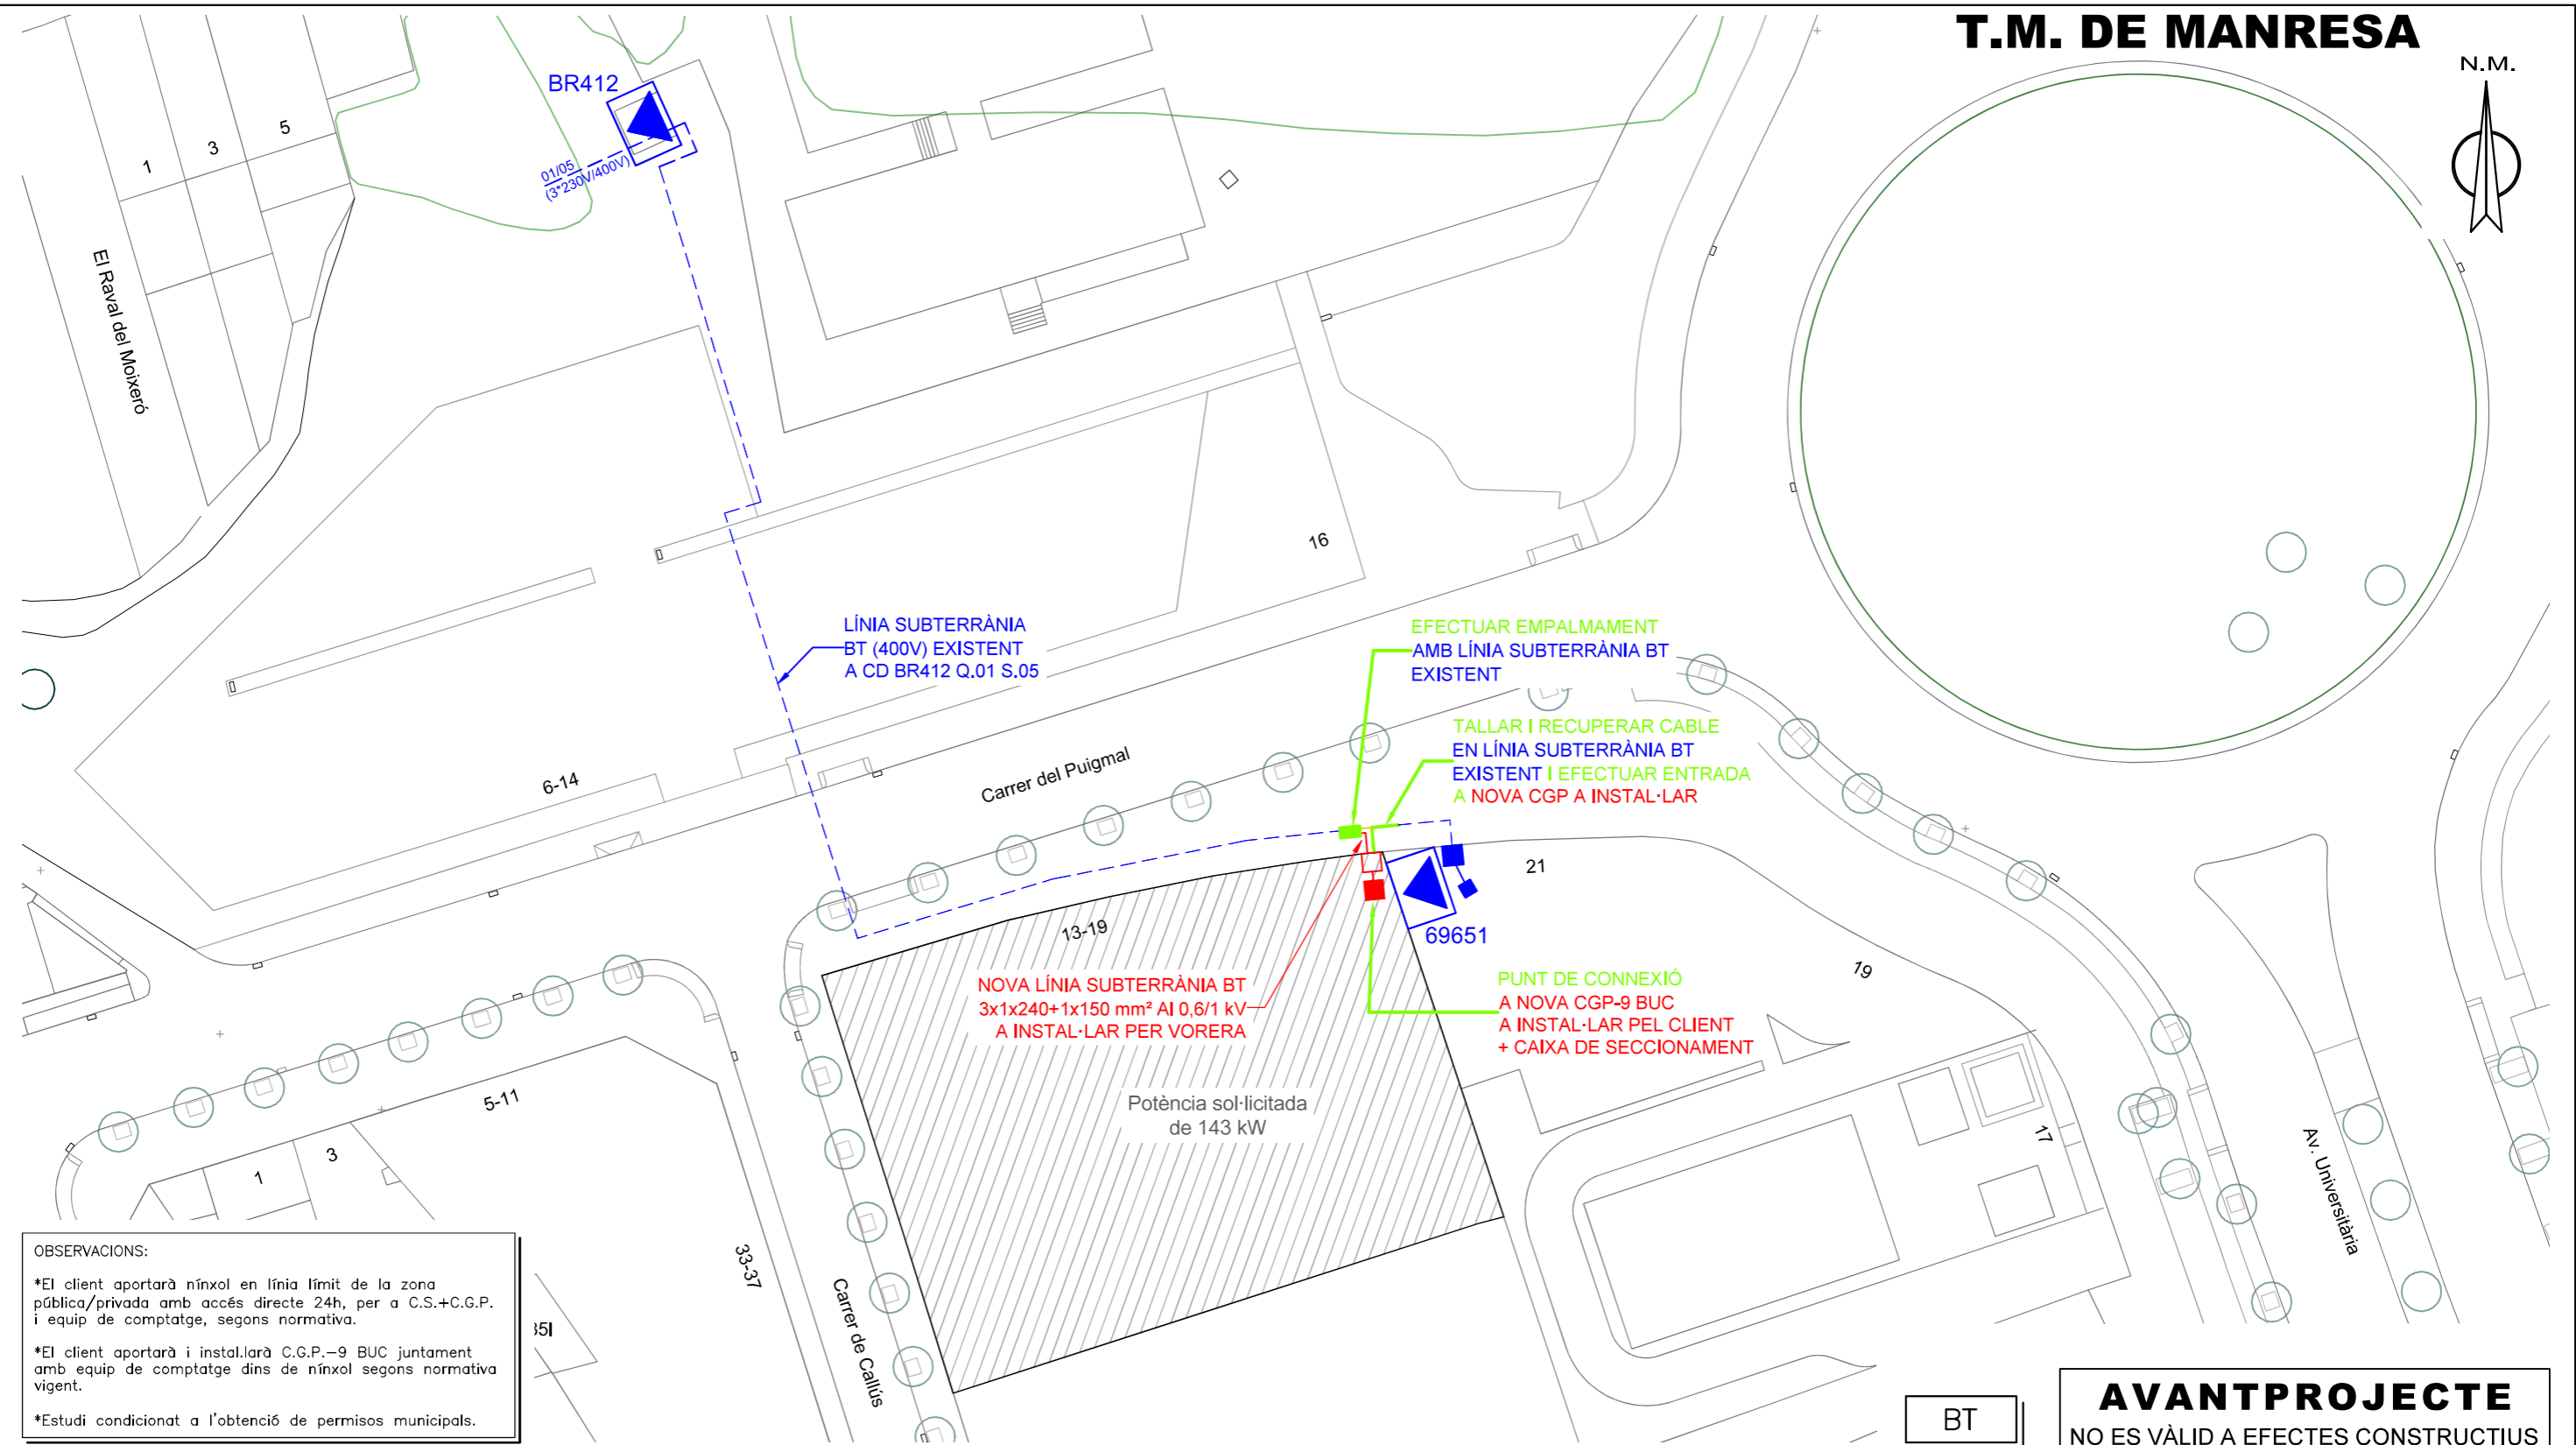 T.M. DE MANRESA
N.M.
BR412
01/05
(3*230V/400V)
1
3
5
El Raval del Moixeró
16
LÍNIA SUBTERRÀNIA
BT (400V) EXISTENT
A CD BR412 Q.01 S.05
EFECTUAR EMPALMAMENT
AMB LÍNIA SUBTERRÀNIA BT
EXISTENT
TALLAR I RECUPERAR CABLE
EN LÍNIA SUBTERRÀNIA BT
EXISTENT I EFECTUAR ENTRADA
A NOVA CGP A INSTAL·LAR
Carrer del Puigmal
6-14
21
13-19
69651
19
NOVA LÍNIA SUBTERRÀNIA BT
3x1x240+1x150 mm² Al 0,6/1 kV
A INSTAL·LAR PER VORERA
PUNT DE CONNEXIÓ
A NOVA CGP-9 BUC
A INSTAL·LAR PEL CLIENT
+ CAIXA DE SECCIONAMENT
Potència sol·licitada
de 143 kW
5-11
1
3
17
Av. Universitària
33-37
Carrer de Callús
35I
OBSERVACIONS:
*El client aportarà nínxol en línia límit de la zona
pública/privada amb accés directe 24h, per a C.S.+C.G.P.
i equip de comptatge, segons normativa.
*El client aportarà i instal.larà C.G.P.-9 BUC juntament
amb equip de comptatge dins de nínxol segons normativa
vigent.
*Estudi condicionat a l'obtenció de permisos municipals.
BT
AVANTPROJECTE
NO ES VÀLID A EFECTES CONSTRUCTIUS